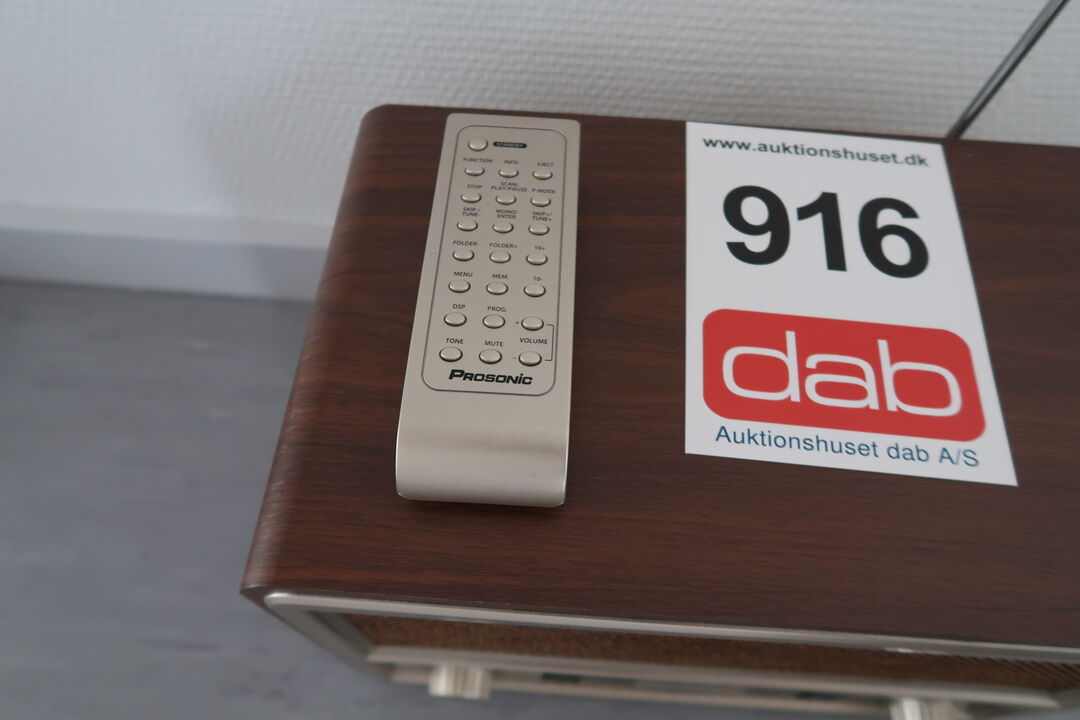 STANDBY
FUNCTION INFO. EJECT
STOP SCAN/PLAY/PAUSE P-MODE
SKIP-/TUNE- MONO/ENTER SKIP+/TUNE+
FOLDER- FOLDER+ 10+
MENU MEM. 10-
DSP PROG.
+
TONE MUTE VOLUME
-
PROSONIC
www.auktionshuset.dk
916
dab
Auktionshuset dab A/S